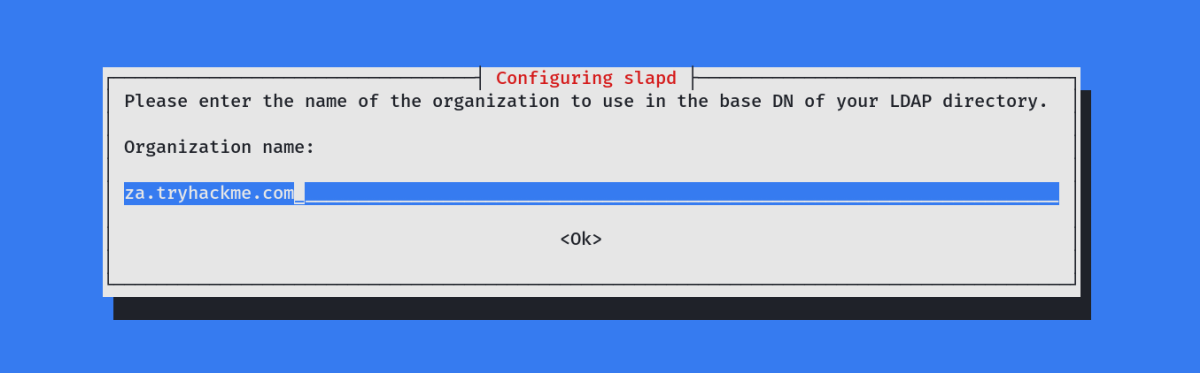 Configuring slapd
Please enter the name of the organization to use in the base DN of your LDAP directory.
Organization name:
za.tryhackme.com
<Ok>